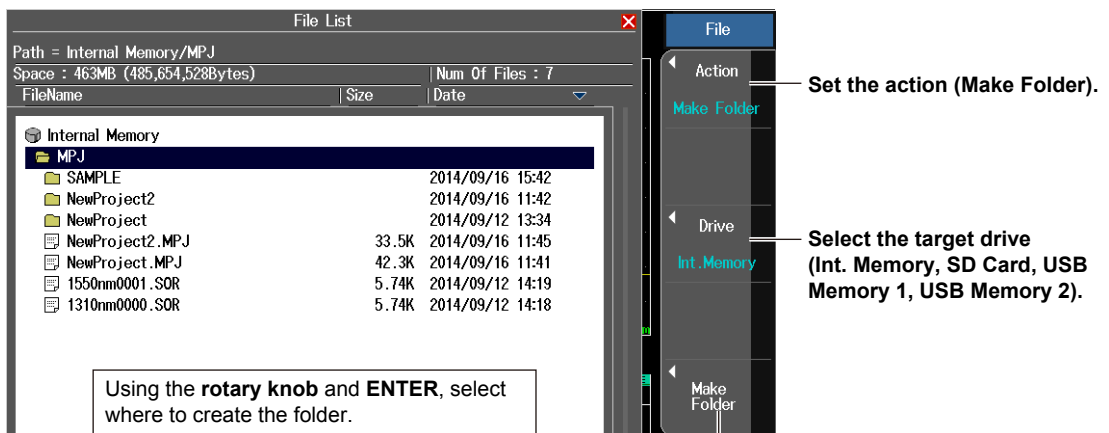 File List
Path = Internal Memory/MPJ
Space : 463MB (485,654,528Bytes) Num Of Files : 7
FileName Size Date
Internal Memory
MPJ
SAMPLE 2014/09/16 15:42
NewProject2 2014/09/16 11:42
NewProject 2014/09/12 13:34
NewProject2.MPJ 33.5K 2014/09/16 11:45
NewProject.MPJ 42.3K 2014/09/16 11:41
1550nm0001.SOR 5.74K 2014/09/12 14:19
1310nm0000.SOR 5.74K 2014/09/12 14:18
Using the rotary knob and ENTER, select
where to create the folder.
File
Action
Make Folder
Drive
Int.Memory
Make
Folder
Set the action (Make Folder).
Select the target drive
(Int. Memory, SD Card, USB
Memory 1, USB Memory 2).